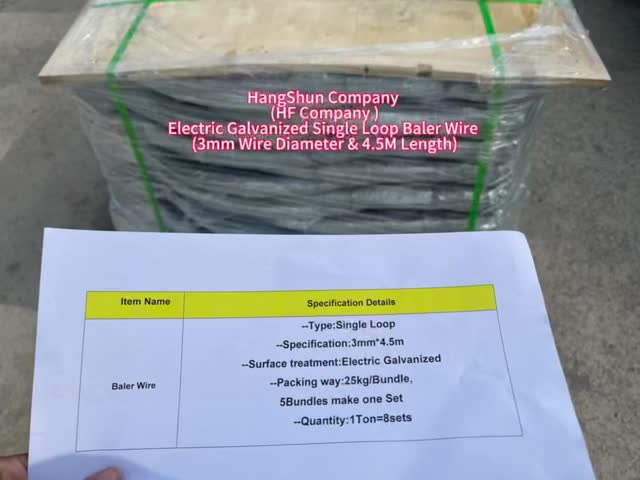 HangShun Company
(HF Company )
Electric Galvanized Single Loop Baler Wire
(3mm Wire Diameter & 4.5M Length)
Item Name
Specification Details
Baler Wire
--Type:Single Loop
--Specification:3mm*4.5m
--Surface treatment:Electric Galvanized
--Packing way:25kg/Bundle,
5Bundles make one Set
--Quantity:1Ton=8sets